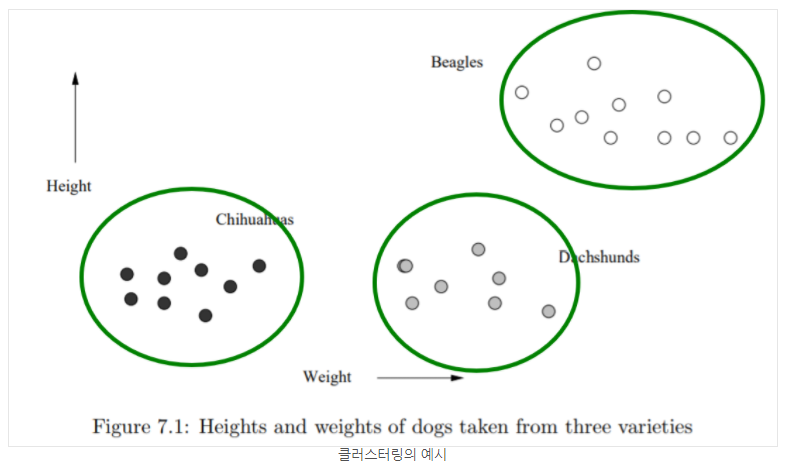 Beagles
Height
Chihuahuas
Dachshunds
Weight
Figure 7.1: Heights and weights of dogs taken from three varieties
클러스터링의 예시